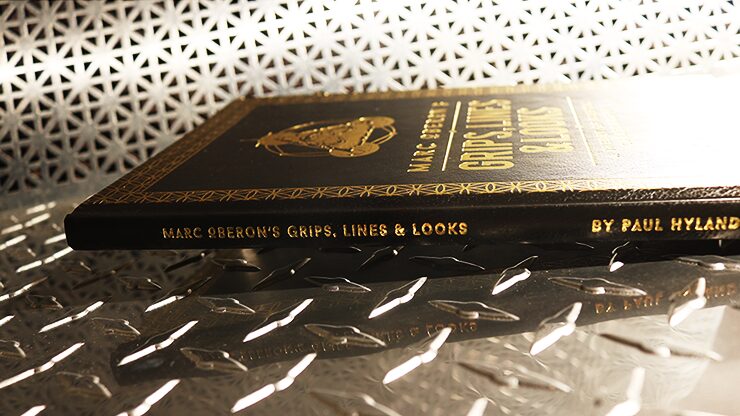 MARC OBERON'S
GRIPS, LINES
& LOOKS
MARC OBERON'S GRIPS, LINES & LOOKS
BY PAUL HYLAND